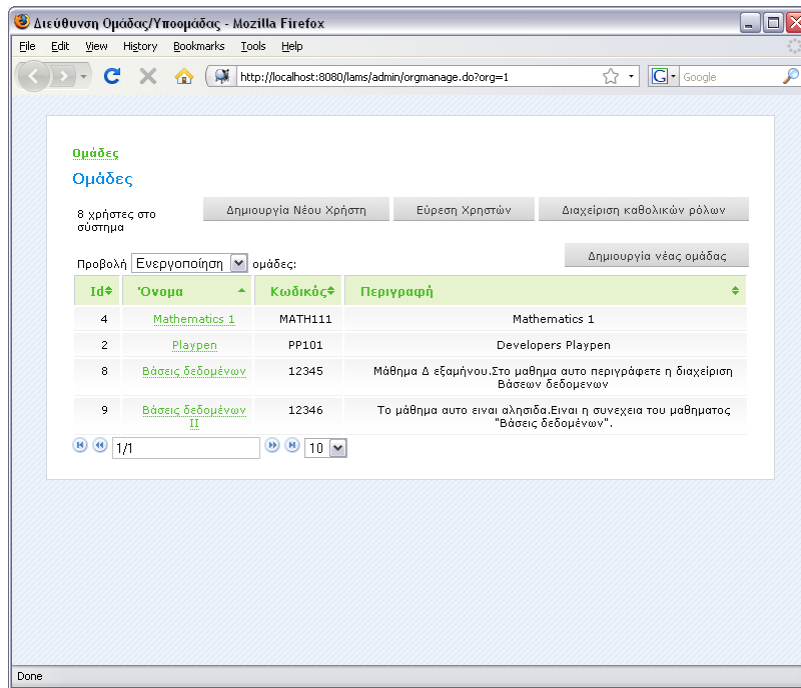 Διεύθυνση Ομάδας/Υποομάδας - Mozilla Firefox
File Edit View History Bookmarks Tools Help
http://localhost:8080/lams/admin/orgmanage.do?org=1
G Google
Ομάδες
Ομάδες
8 χρήστες στο
σύστημα
Δημιουργία Νέου Χρήστη
Εύρεση Χρηστών
Διαχείριση καθολικών ρόλων
Προβολή Ενεργοποίηση ομάδες:
Δημιουργία νέας ομάδας
Id Όνομα Κωδικός Περιγραφή
4 Mathematics 1 MATH111 Mathematics 1
2 Playpen PP101 Developers Playpen
8 Βάσεις δεδομένων 12345 Μάθημα Δ εξαμήνου.Στο μαθημα αυτο περιγράφετε η διαχείριση
Βάσεων δεδομενων
9 Βάσεις δεδομένων 12346 Το μάθημα αυτο ειναι αλησιδα.Ειναι η συνεχεια του μαθηματος
II "Βάσεις δεδομένων".
1/1 10
Done